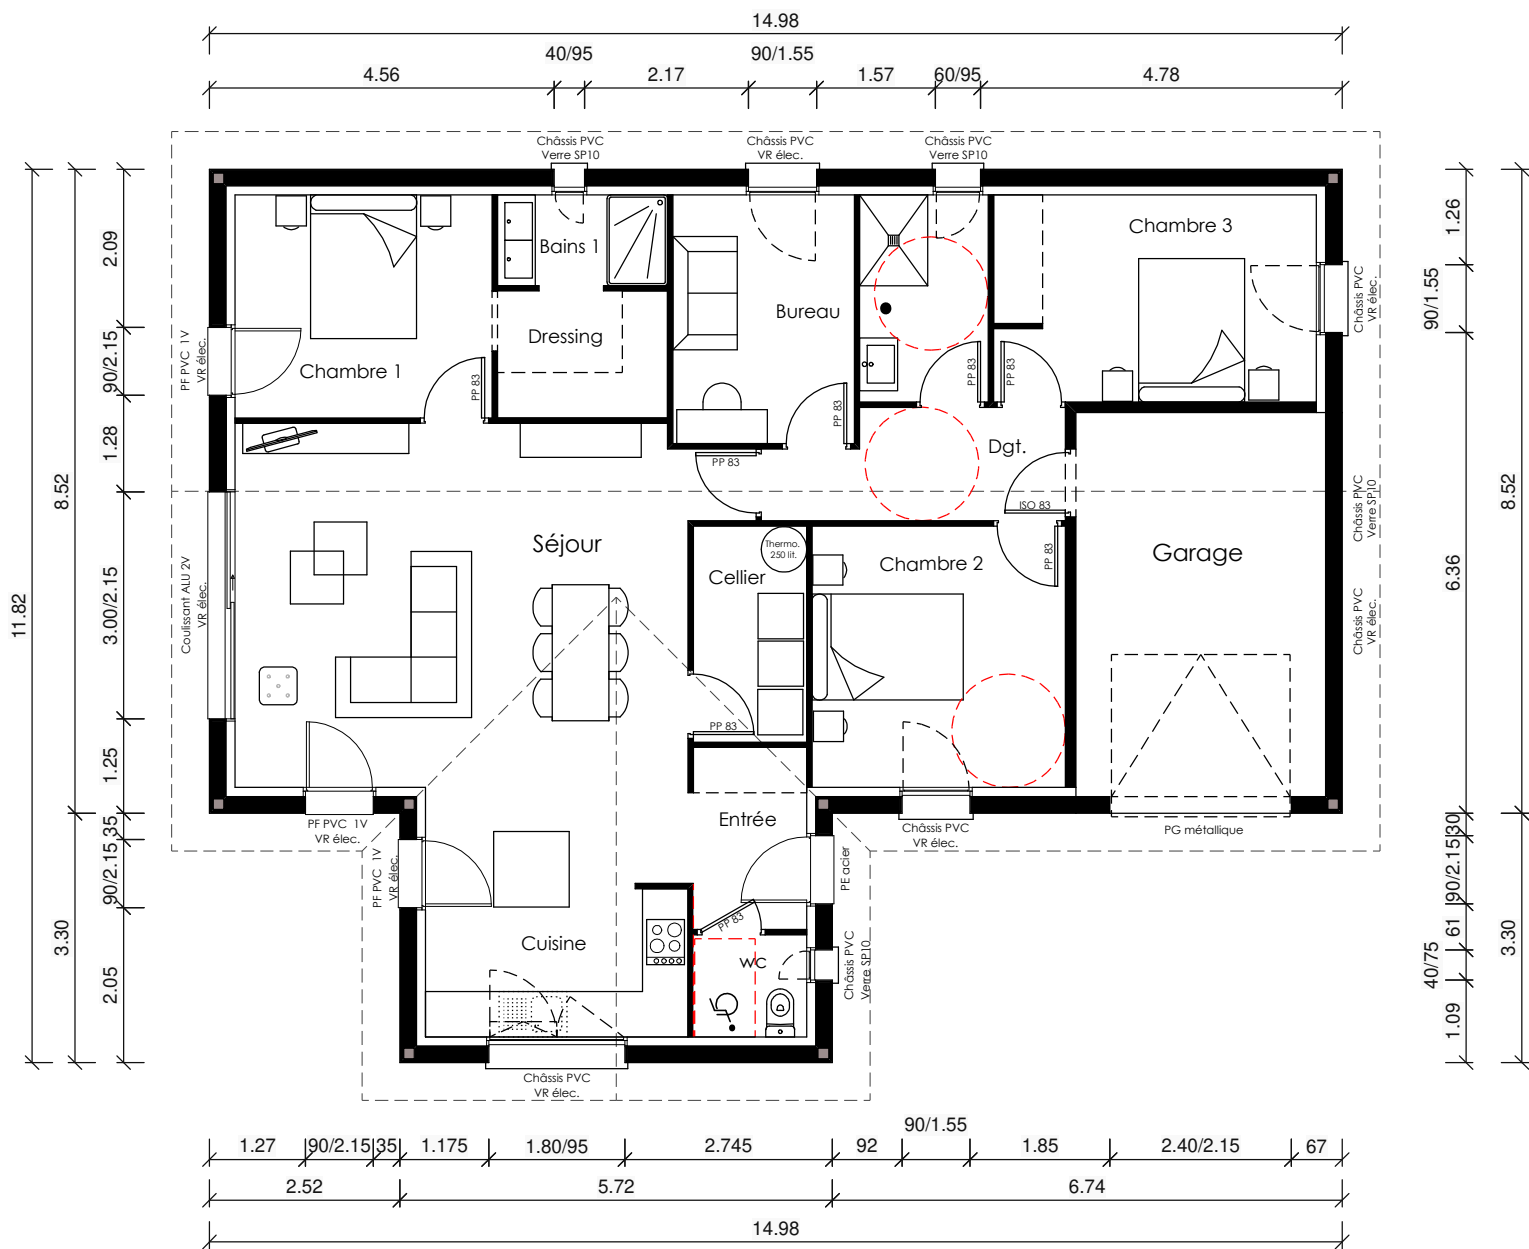 14.98
40/95
90/1.55
4.56
2.17
1.57
60/95
4.78
Châssis PVC
Verre SP10
Châssis PVC
VR élec.
Châssis PVC
Verre SP10
Chambre 3
Bains 1
Bureau
Dressing
Chambre 1
PP 83
PP 83
PP 83
PP 83
Dgt.
PP 83
ISO 83
Séjour
Thermo.
250 lit.
Cellier
Chambre 2
PP 83
Garage
PP 83
Entrée
PF PVC 1V
VR élec.
Châssis PVC
VR élec.
PG métallique
PP 83
Cuisine
WC
Châssis PVC
VR élec.
PF PVC 1V
VR élec.
Coulissant ALU 2V
VR élec.
PF PVC 1V
VR élec.
PE acier
Châssis PVC
Verre SP10
Châssis PVC
VR élec.
Châssis PVC
Verre SP10
Châssis PVC
VR élec.
11.82
8.52
3.30
2.09
90/2.15
1.28
3.00/2.15
1.25
35
90/2.15
2.05
1.26
90/1.55
6.36
30
90/2.15
61
40/75
1.09
8.52
3.30
90/1.55
1.27
90/2.15
35
1.175
1.80/95
2.745
92
1.85
2.40/2.15
67
2.52
5.72
6.74
14.98